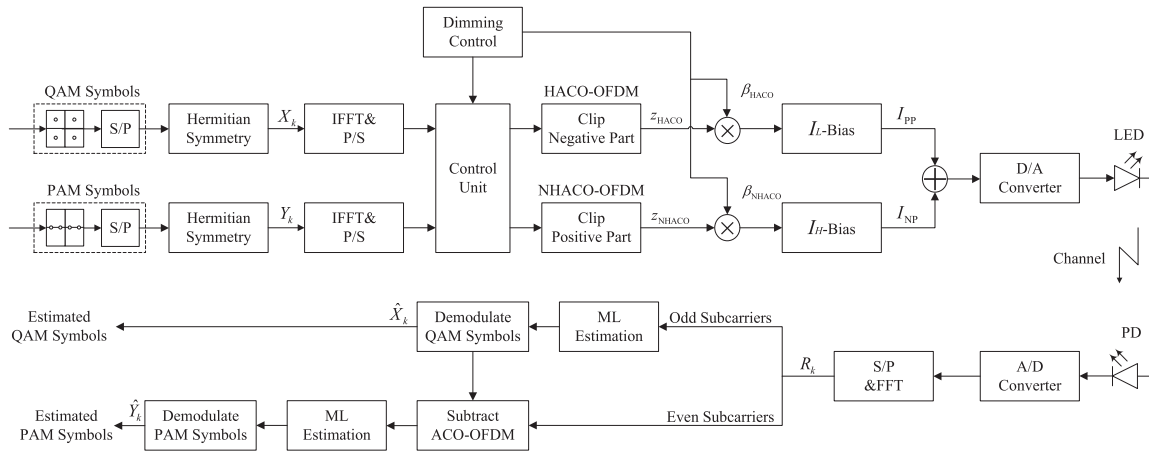 Dimming
Control
QAM Symbols
S/P
Hermitian
Symmetry
X_k
IFFT&
P/S
Control
Unit
HACO-OFDM
Clip
Negative Part
z_HACO
β_HACO
I_L-Bias
I_PP
LED
D/A
Converter
PAM Symbols
S/P
Hermitian
Symmetry
Y_k
IFFT&
P/S
NHACO-OFDM
Clip
Positive Part
z_NHACO
β_NHACO
I_H-Bias
I_NP
Channel
Estimated
QAM Symbols
X̂_k
Demodulate
QAM Symbols
ML
Estimation
Odd Subcarriers
R_k
S/P
&FFT
A/D
Converter
PD
Estimated
PAM Symbols
Ŷ_k
Demodulate
PAM Symbols
ML
Estimation
Subtract
ACO-OFDM
Even Subcarriers